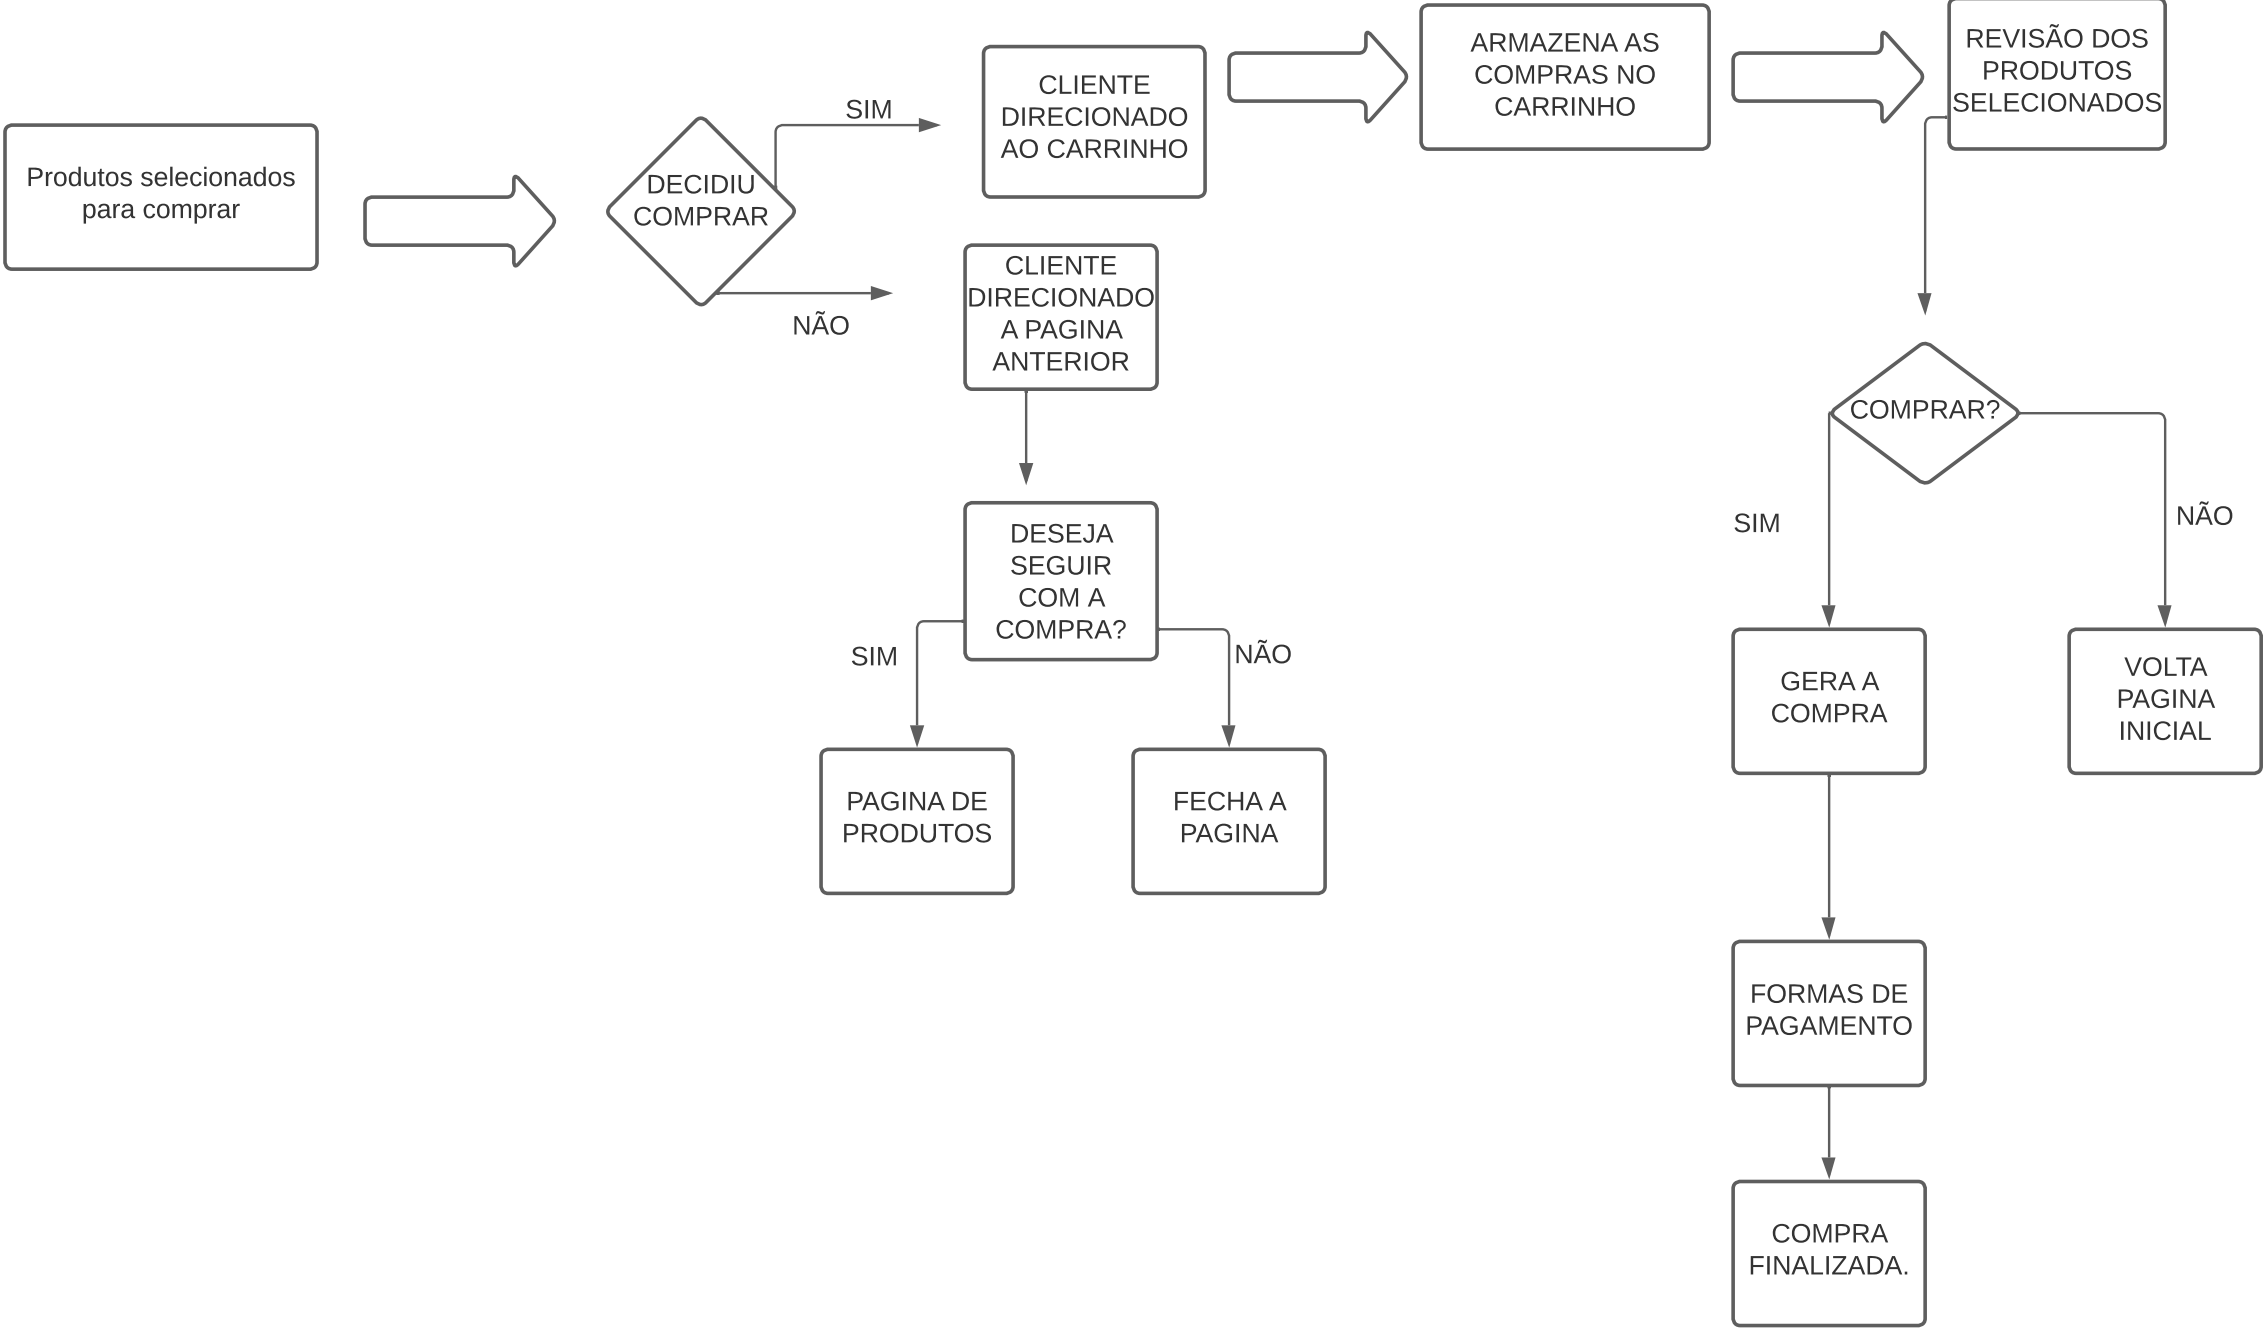 Produtos selecionados
para comprar
DECIDIU
COMPRAR
SIM
NÃO
CLIENTE
DIRECIONADO
AO CARRINHO
ARMAZENA AS
COMPRAS NO
CARRINHO
REVISÃO DOS
PRODUTOS
SELECIONADOS
CLIENTE
DIRECIONADO
A PAGINA
ANTERIOR
DESEJA
SEGUIR
COM A
COMPRA?
SIM
NÃO
PAGINA DE
PRODUTOS
FECHA A
PAGINA
COMPRAR?
SIM
NÃO
GERA A
COMPRA
VOLTA
PAGINA
INICIAL
FORMAS DE
PAGAMENTO
COMPRA
FINALIZADA.